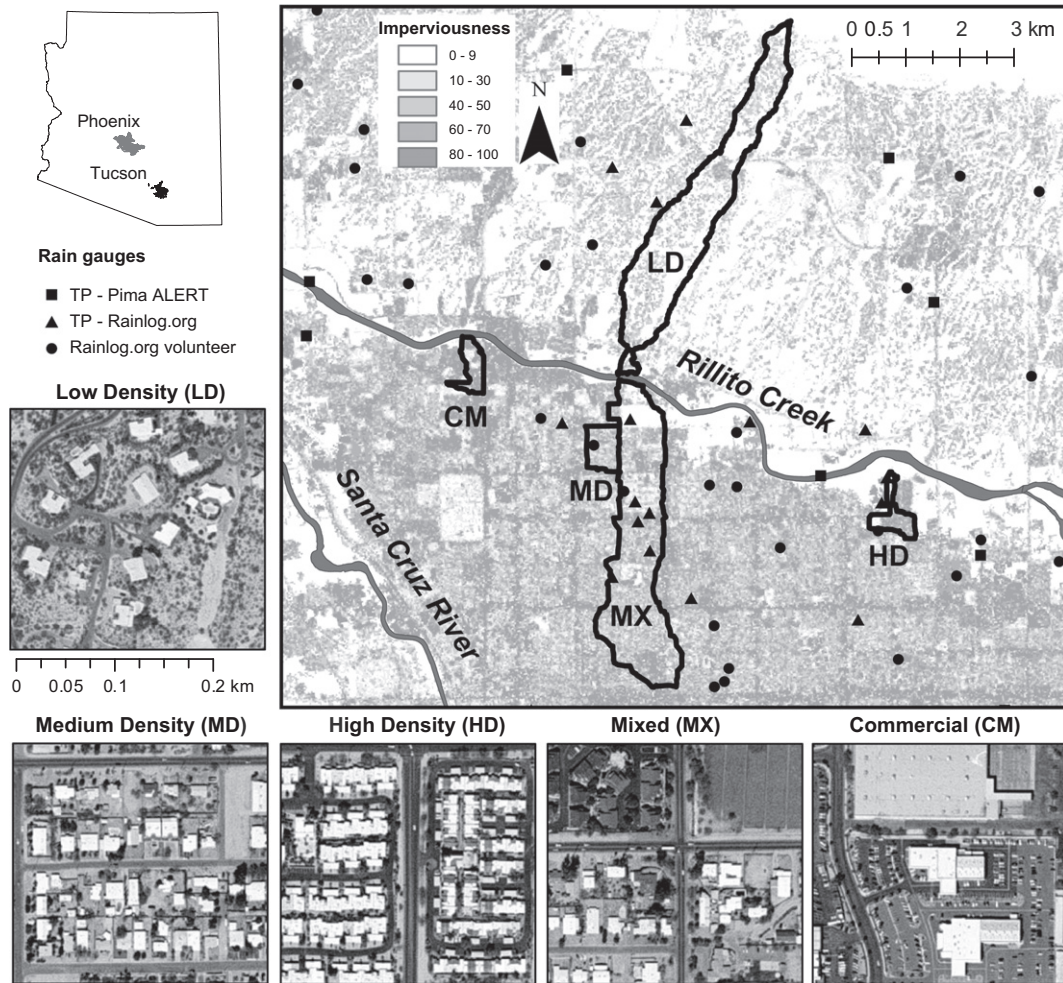 Phoenix
Tucson
Rain gauges
TP - Pima ALERT
TP - Rainlog.org
Rainlog.org volunteer
Imperviousness
0 - 9
10 - 30
40 - 50
60 - 70
80 - 100
N
0 0.5 1 2 3 km
LD
Rillito Creek
CM
MD
HD
Santa Cruz River
MX
Low Density (LD)
0 0.05 0.1 0.2 km
Medium Density (MD)
High Density (HD)
Mixed (MX)
Commercial (CM)